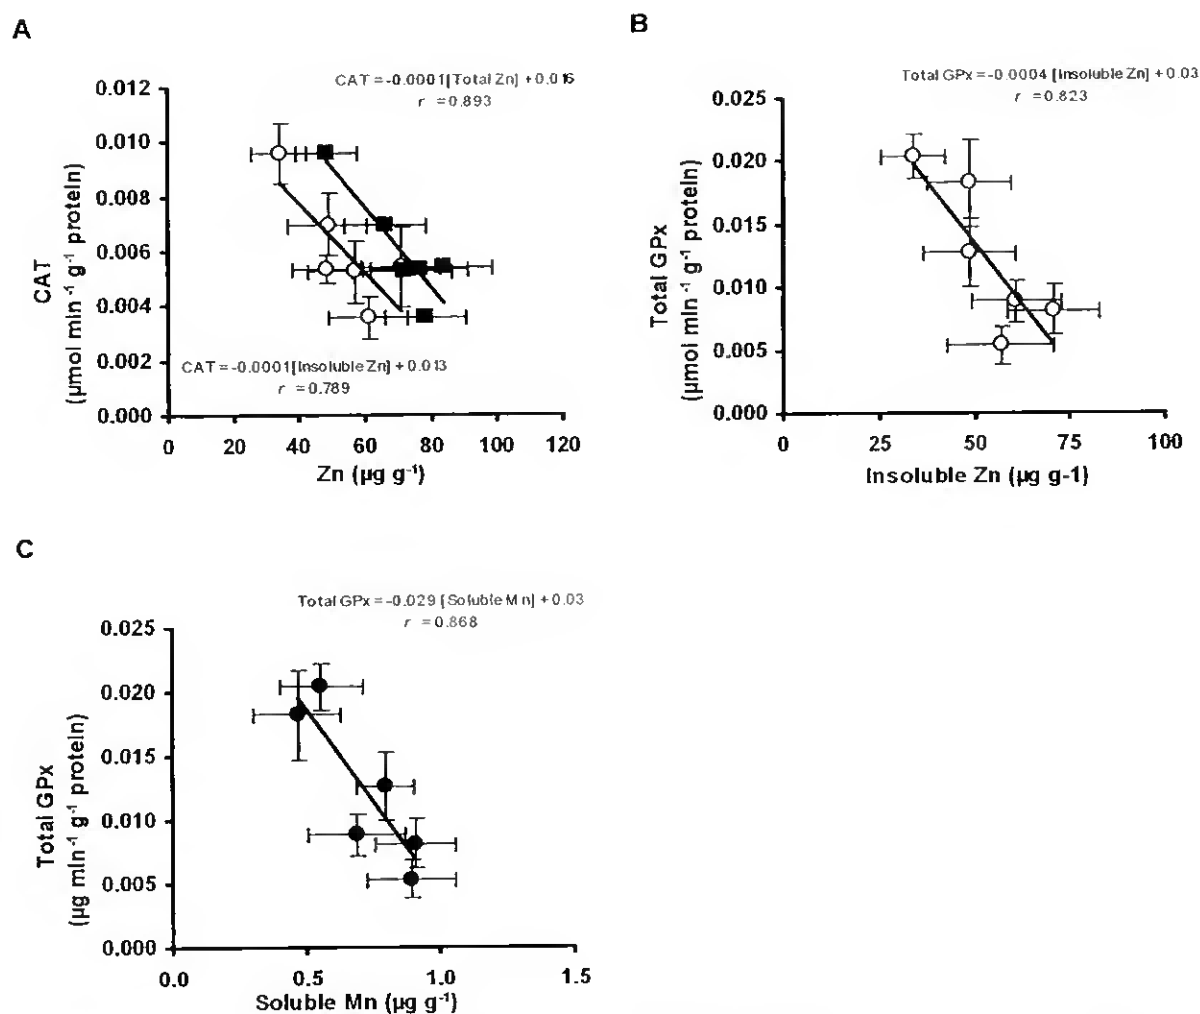 A
CAT = -0.0001 [Total Zn] + 0.016
r = 0.893
0.012
0.010
0.008
0.006
0.004
0.002
0.000
CAT
(µmol min⁻¹ g⁻¹ protein)
CAT = -0.0001 [Insoluble Zn] + 0.013
r = 0.789
0 20 40 60 80 100 120
Zn (µg g⁻¹)
B
Total GPx = -0.0004 [Insoluble Zn] + 0.03
r = 0.823
0.025
0.020
0.015
0.010
0.005
0.000
Total GPx
(µmol min⁻¹ g⁻¹ protein)
0 25 50 75 100
Insoluble Zn (µg g-1)
C
Total GPx = -0.029 [Soluble Mn] + 0.03
r = 0.868
0.025
0.020
0.015
0.010
0.005
0.000
Total GPx
(µg min⁻¹ g⁻¹ protein)
0.0 0.5 1.0 1.5
Soluble Mn (µg g⁻¹)